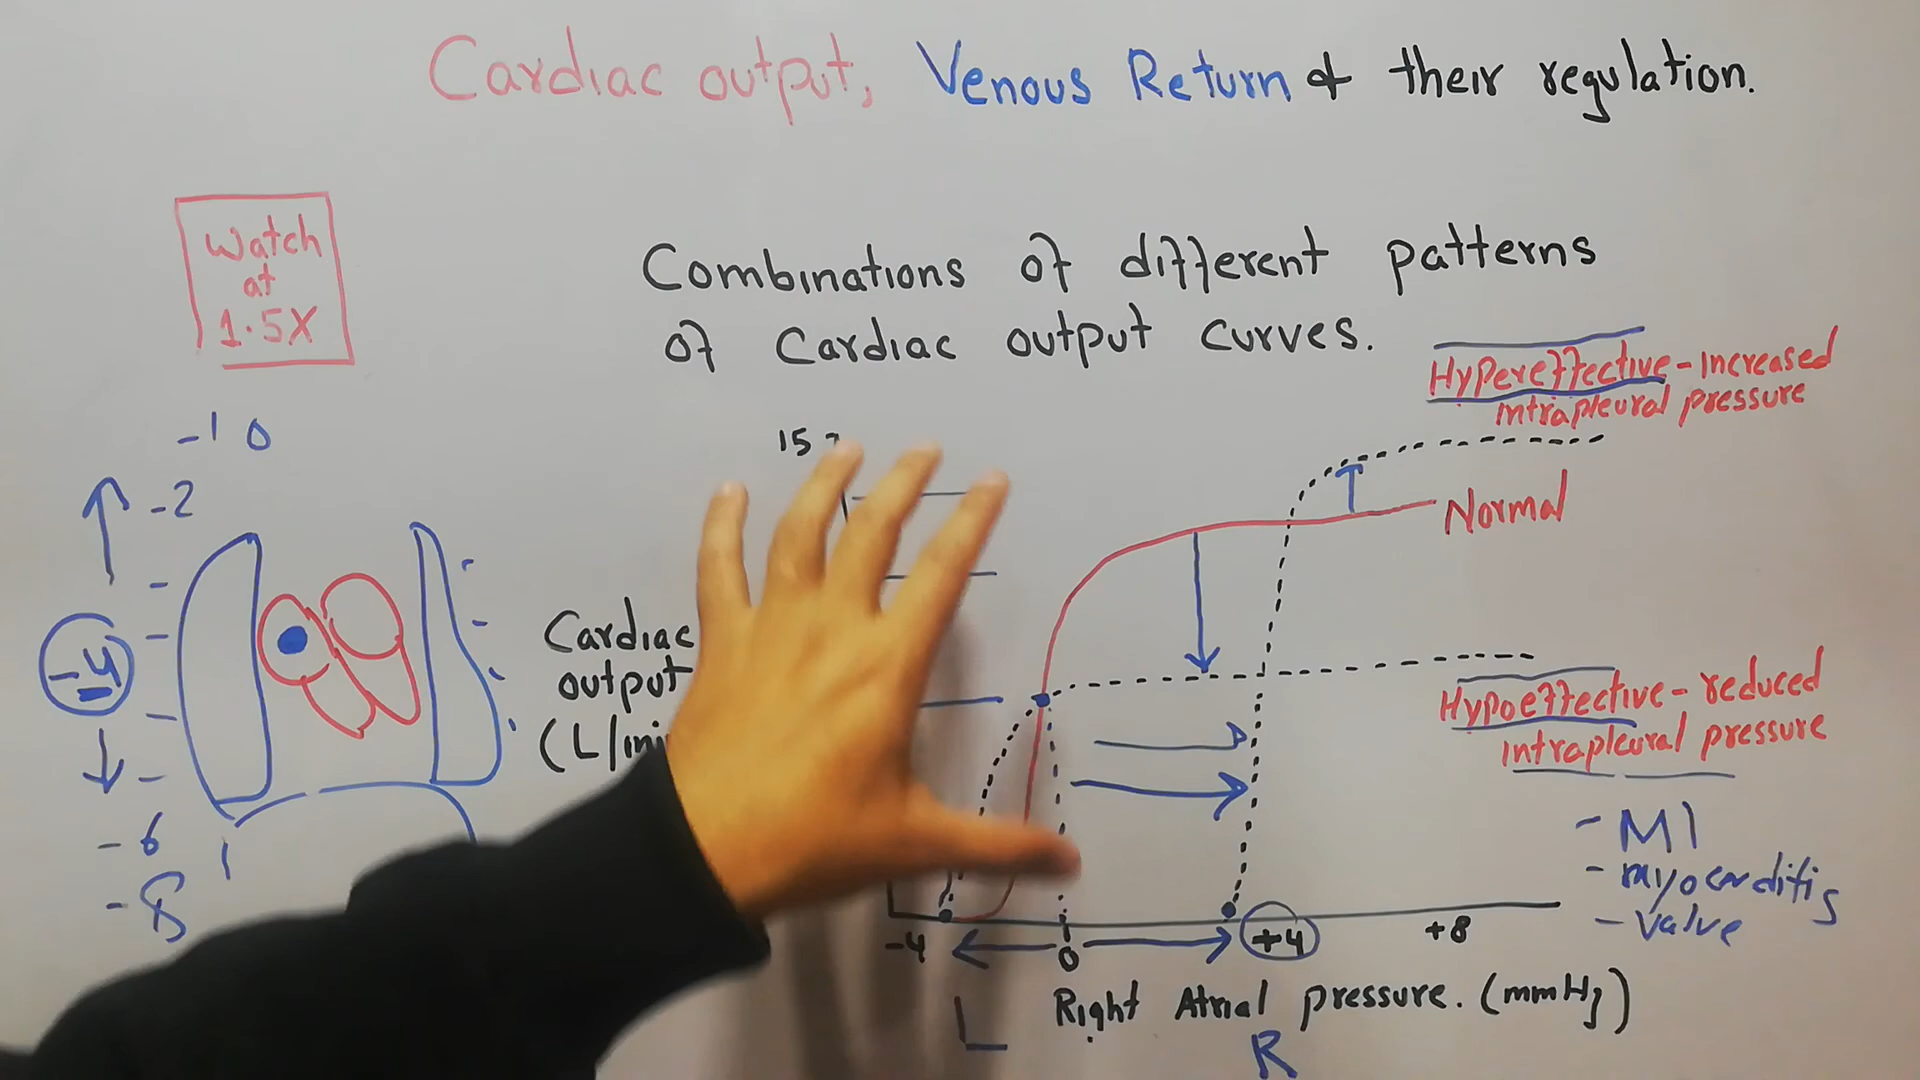 Cardiac output, Venous Return & their regulation.
Watch
at
1.5X
Combinations of different patterns
of Cardiac output curves.
Hypereffective - increased
intrapleural pressure
-1 0
-2
-4
-6
-8
15
Normal
Cardiac
output
Hypoeffective - reduced
intrapleural pressure
- MI
- myocarditis
- valve
-4 0 +4 +8
Right Atrial pressure. (mmHg)
L
R